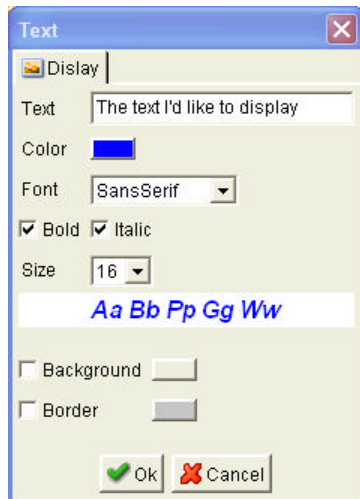 Text
Dislay
Text The text I'd like to display
Color
Font SansSerif
Bold Italic
Size 16
Aa Bb Pp Gg Ww
Background
Border
Ok Cancel